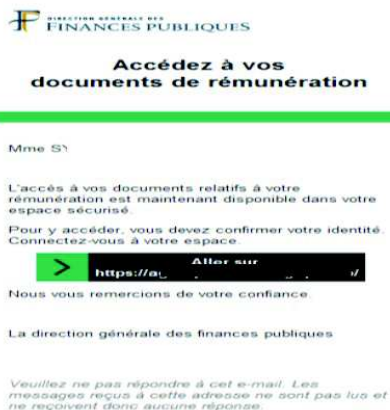 DIRECTION GÉNÉRALE DES
FINANCES PUBLIQUES
Accédez à vos
documents de rémunération
Mme
L'accès à vos documents relatifs à votre
rémunération est maintenant disponible dans votre
espace sécurisé.
Pour y accéder, vous devez confirmer votre identité.
Connectez-vous à votre espace.
Aller sur
Nous vous remercions de votre confiance.
La direction générale des finances publiques
Veuillez ne pas répondre à cet e-mail. Les
messages reçus à cette adresse ne sont pas lus et
ne reçoivent donc aucune réponse.